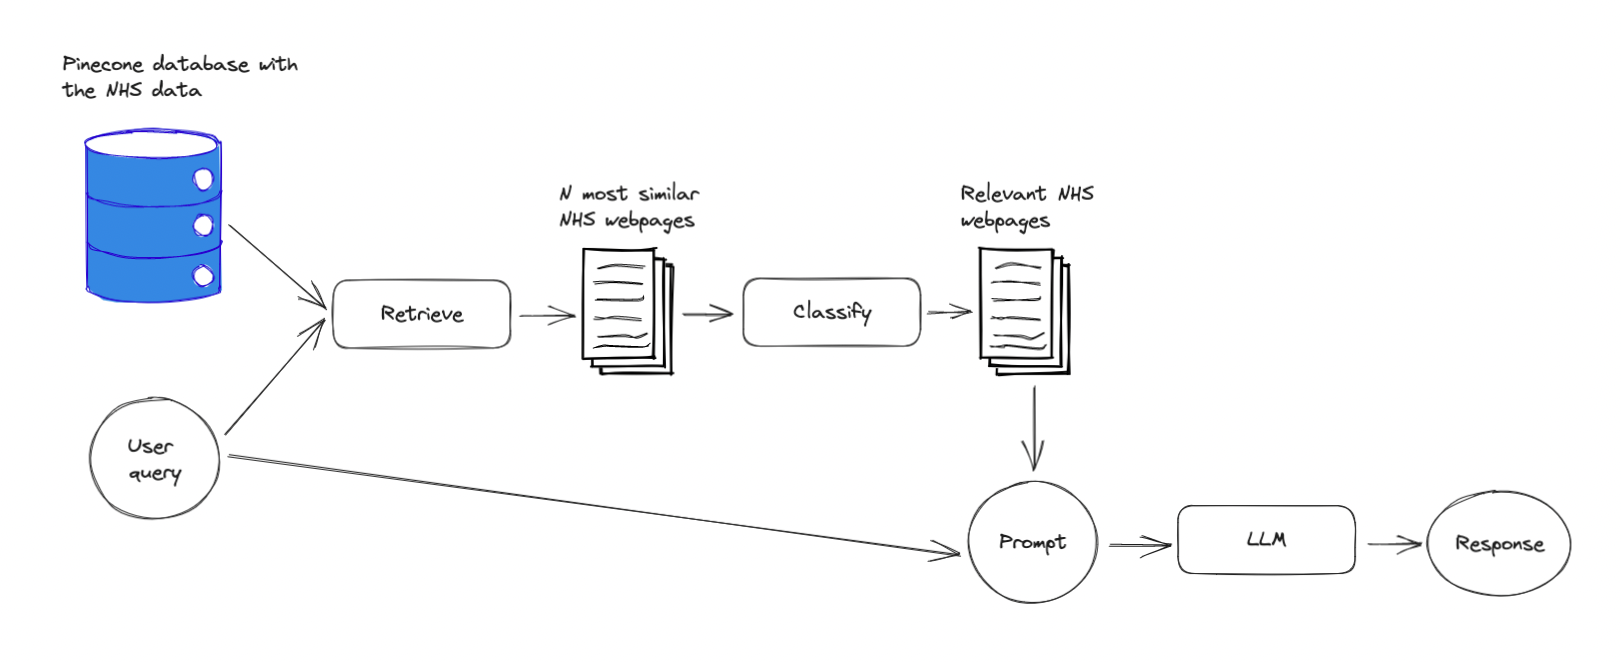 Pinecone database with
the NHS data
N most similar
NHS webpages
Relevant NHS
webpages
Retrieve
Classify
User
query
Prompt
LLM
Response